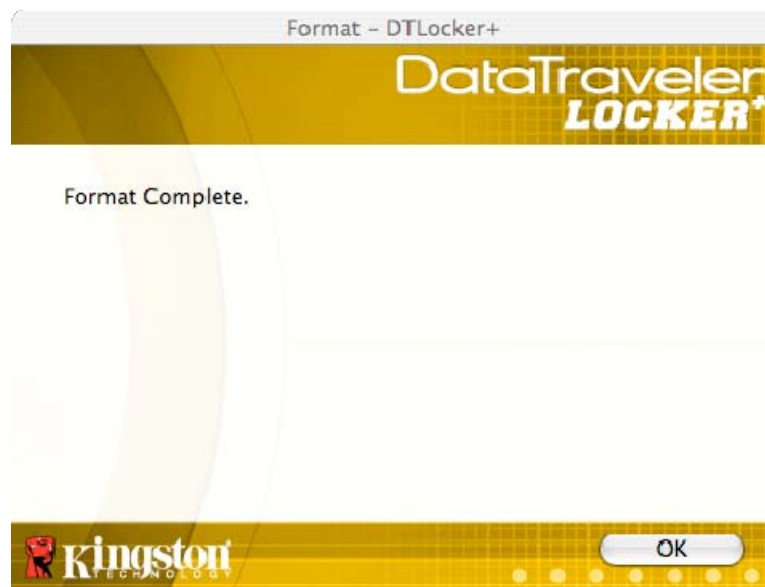 Format – DTLocker+
DataTraveler
LOCKER+
Format Complete.
Kingston
TECHNOLOGY
OK